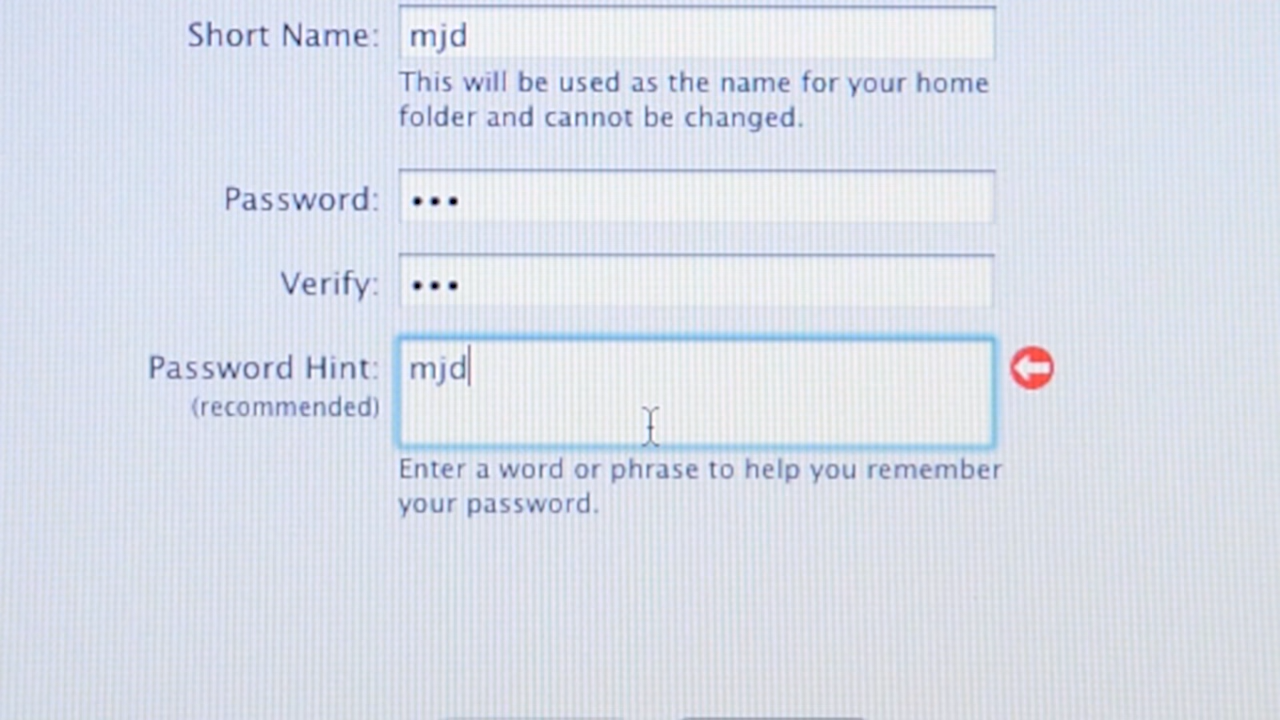 Short Name: mjd
This will be used as the name for your home
folder and cannot be changed.
Password: •••
Verify: •••
Password Hint: mjd
(recommended)
Enter a word or phrase to help you remember
your password.